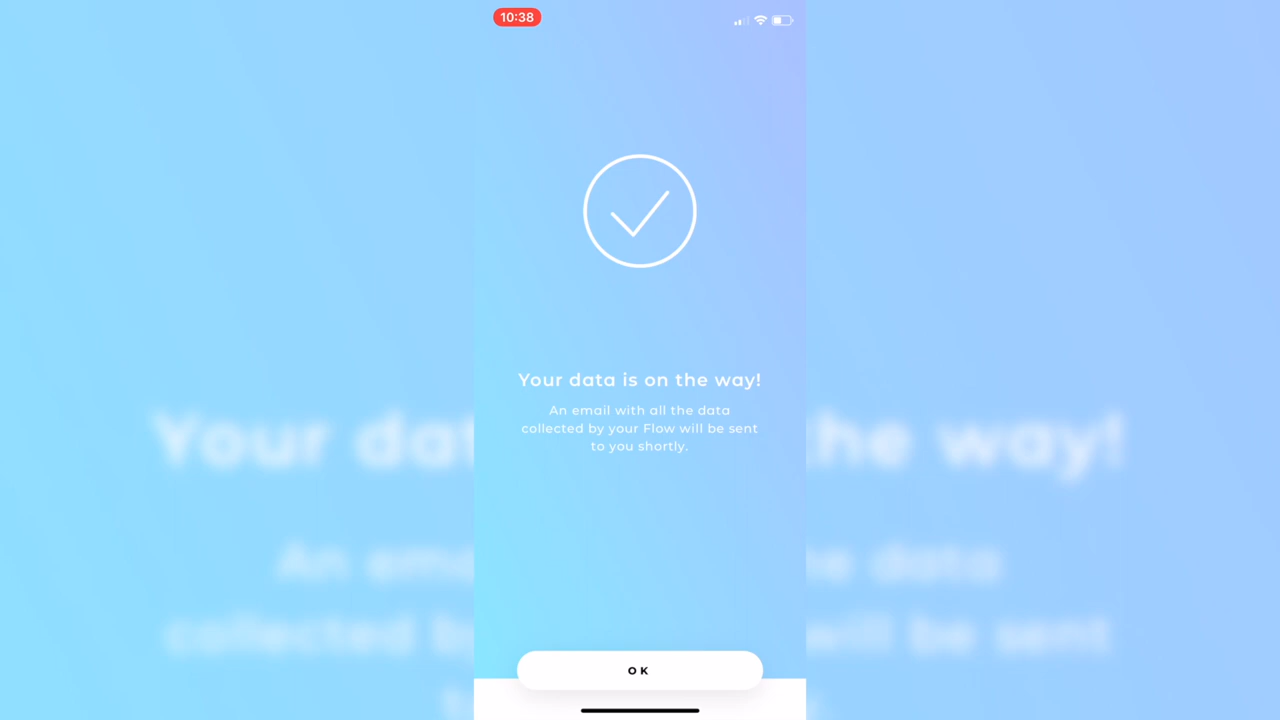 10:38
Your data is on the way!
An email with all the data
collected by your Flow will be sent
to you shortly.
OK